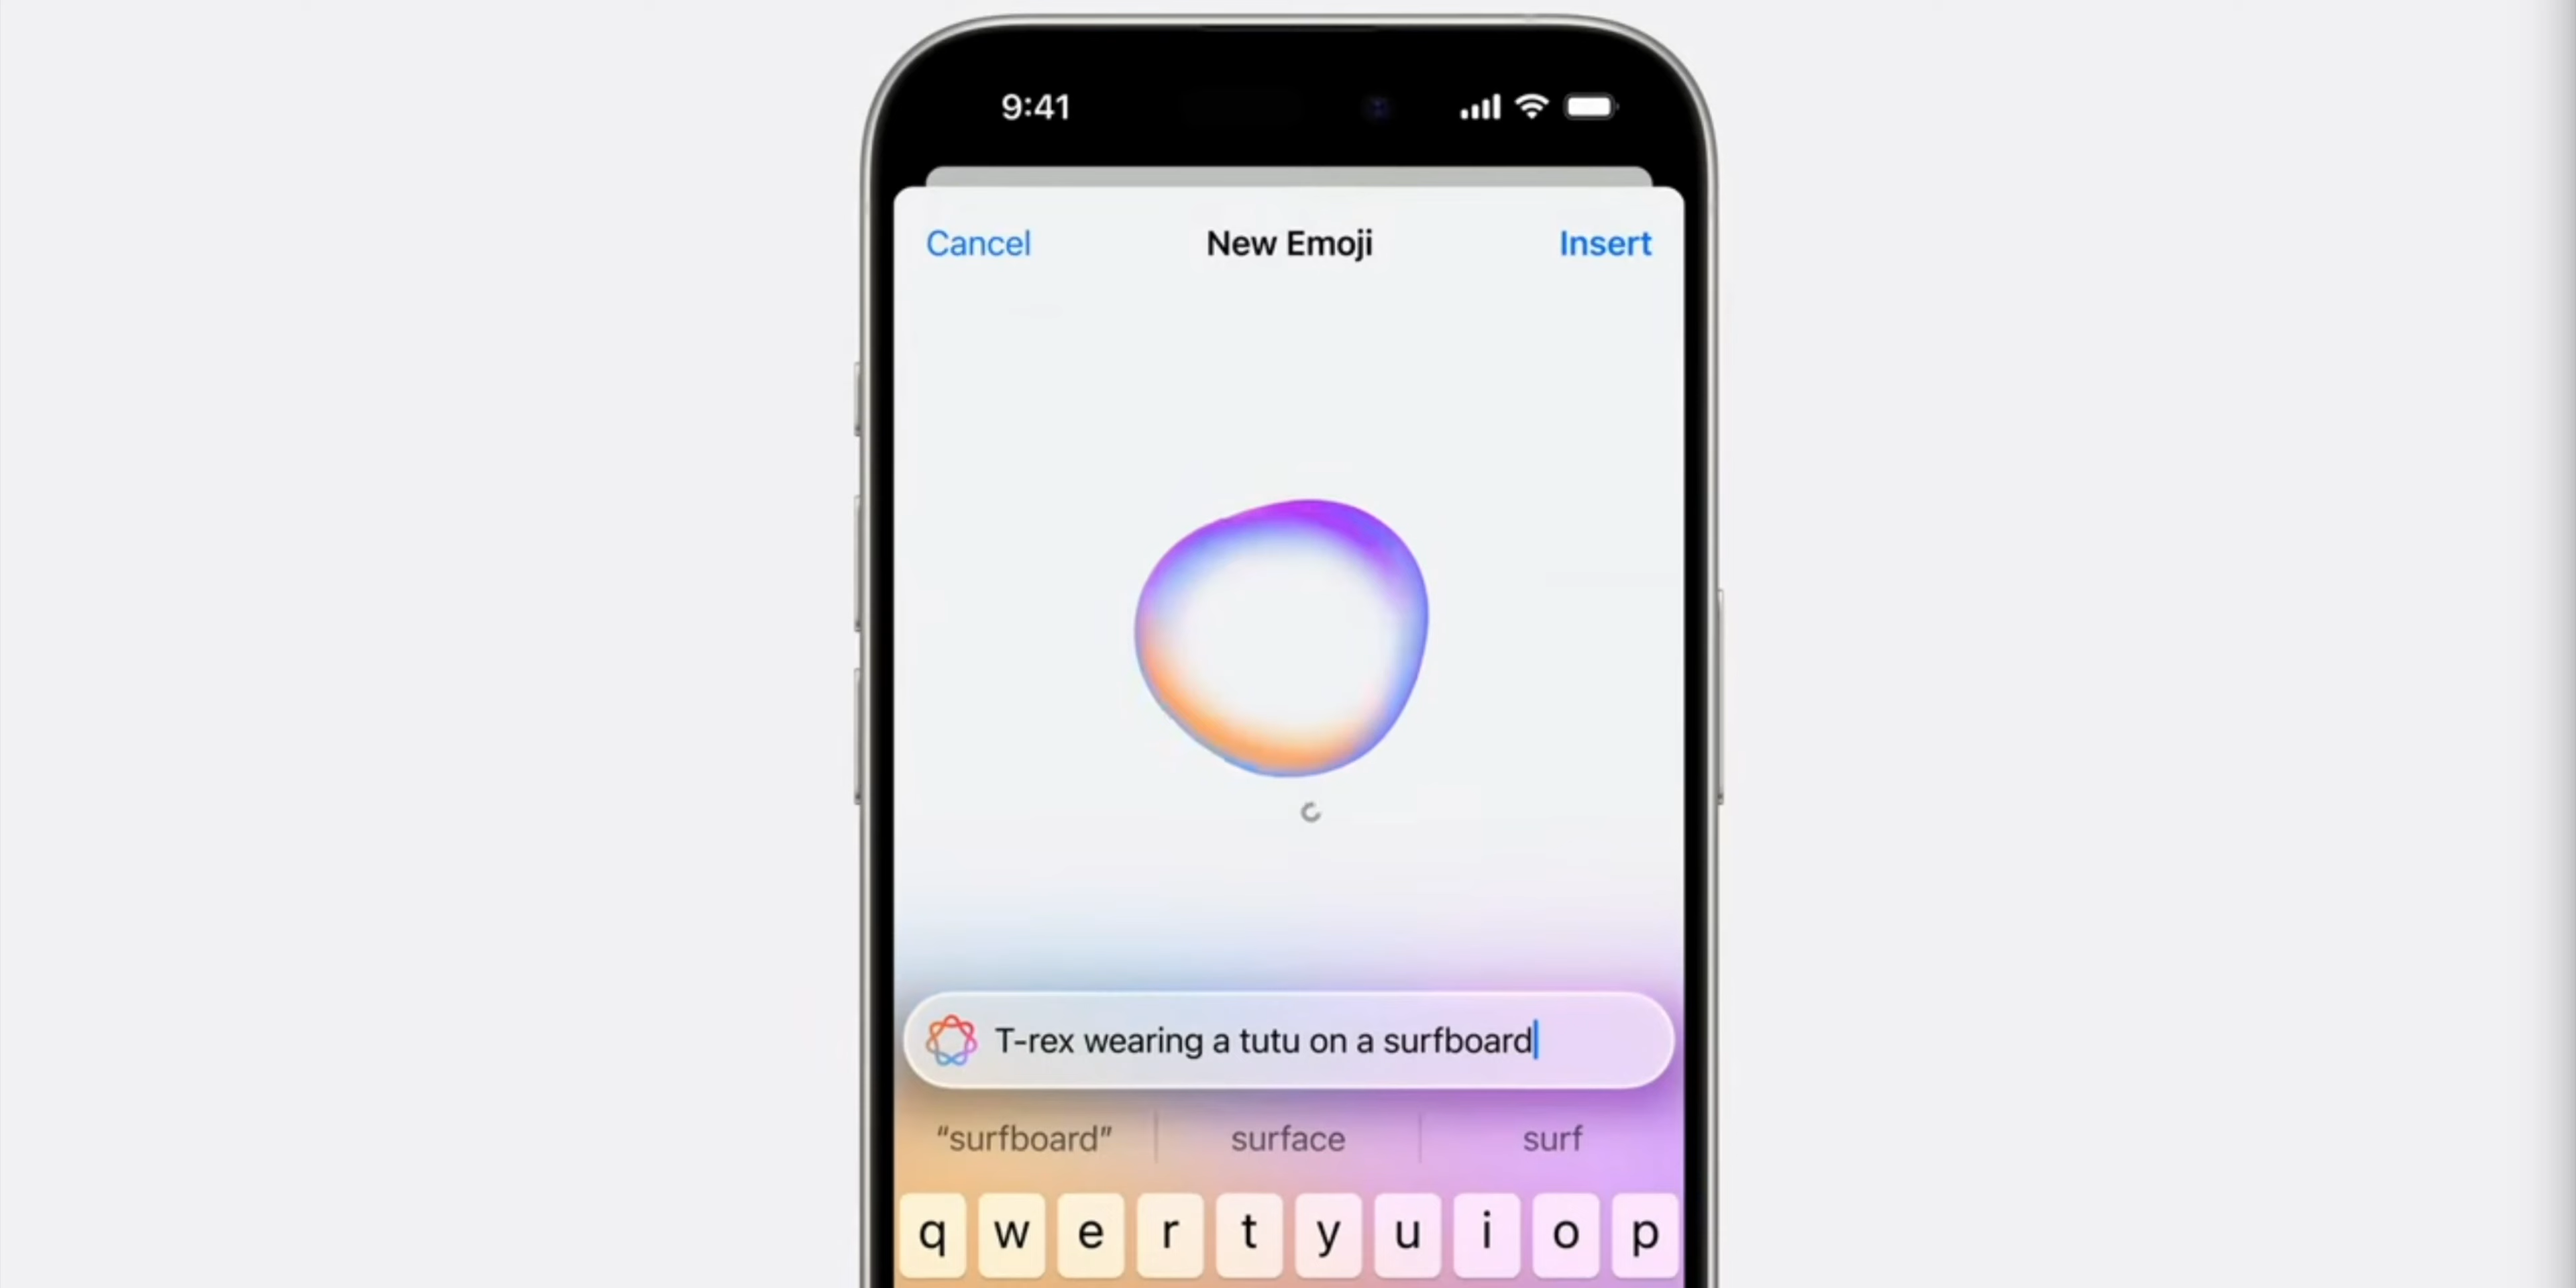 9:41
Cancel New Emoji Insert
T-rex wearing a tutu on a surfboard
“surfboard” surface surf
q w e r t y u i o p